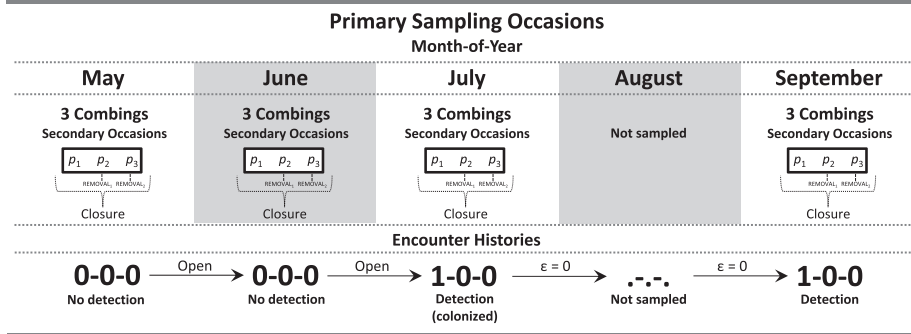 Primary Sampling Occasions
Month-of-Year
May June July August September
3 Combings 3 Combings 3 Combings 3 Combings
Secondary Occasions Secondary Occasions Secondary Occasions Not sampled Secondary Occasions
p₁ p₂ p₃ p₁ p₂ p₃ p₁ p₂ p₃ p₁ p₂ p₃
REMOVAL₁ REMOVAL₂ REMOVAL₁ REMOVAL₂ REMOVAL₁ REMOVAL₂ REMOVAL₁ REMOVAL₂
Closure Closure Closure Closure
Encounter Histories
0-0-0 Open 0-0-0 Open 1-0-0 ε = 0 .-.-. ε = 0 1-0-0
No detection No detection Detection Not sampled Detection
(colonized)